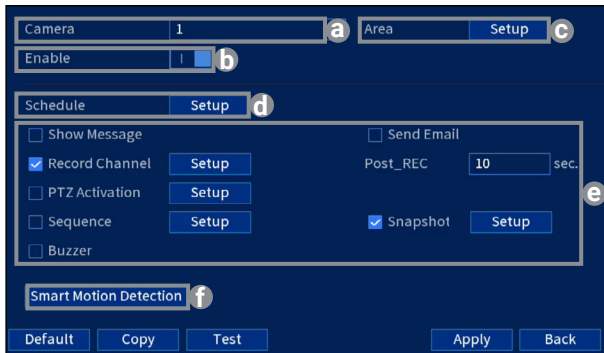 Camera 1 a Area Setup c
Enable b
Schedule Setup d
Show Message Send Email
Record Channel Setup Post_REC 10 sec.
PTZ Activation Setup e
Sequence Setup Snapshot Setup
Buzzer
Smart Motion Detection f
Default Copy Test Apply Back